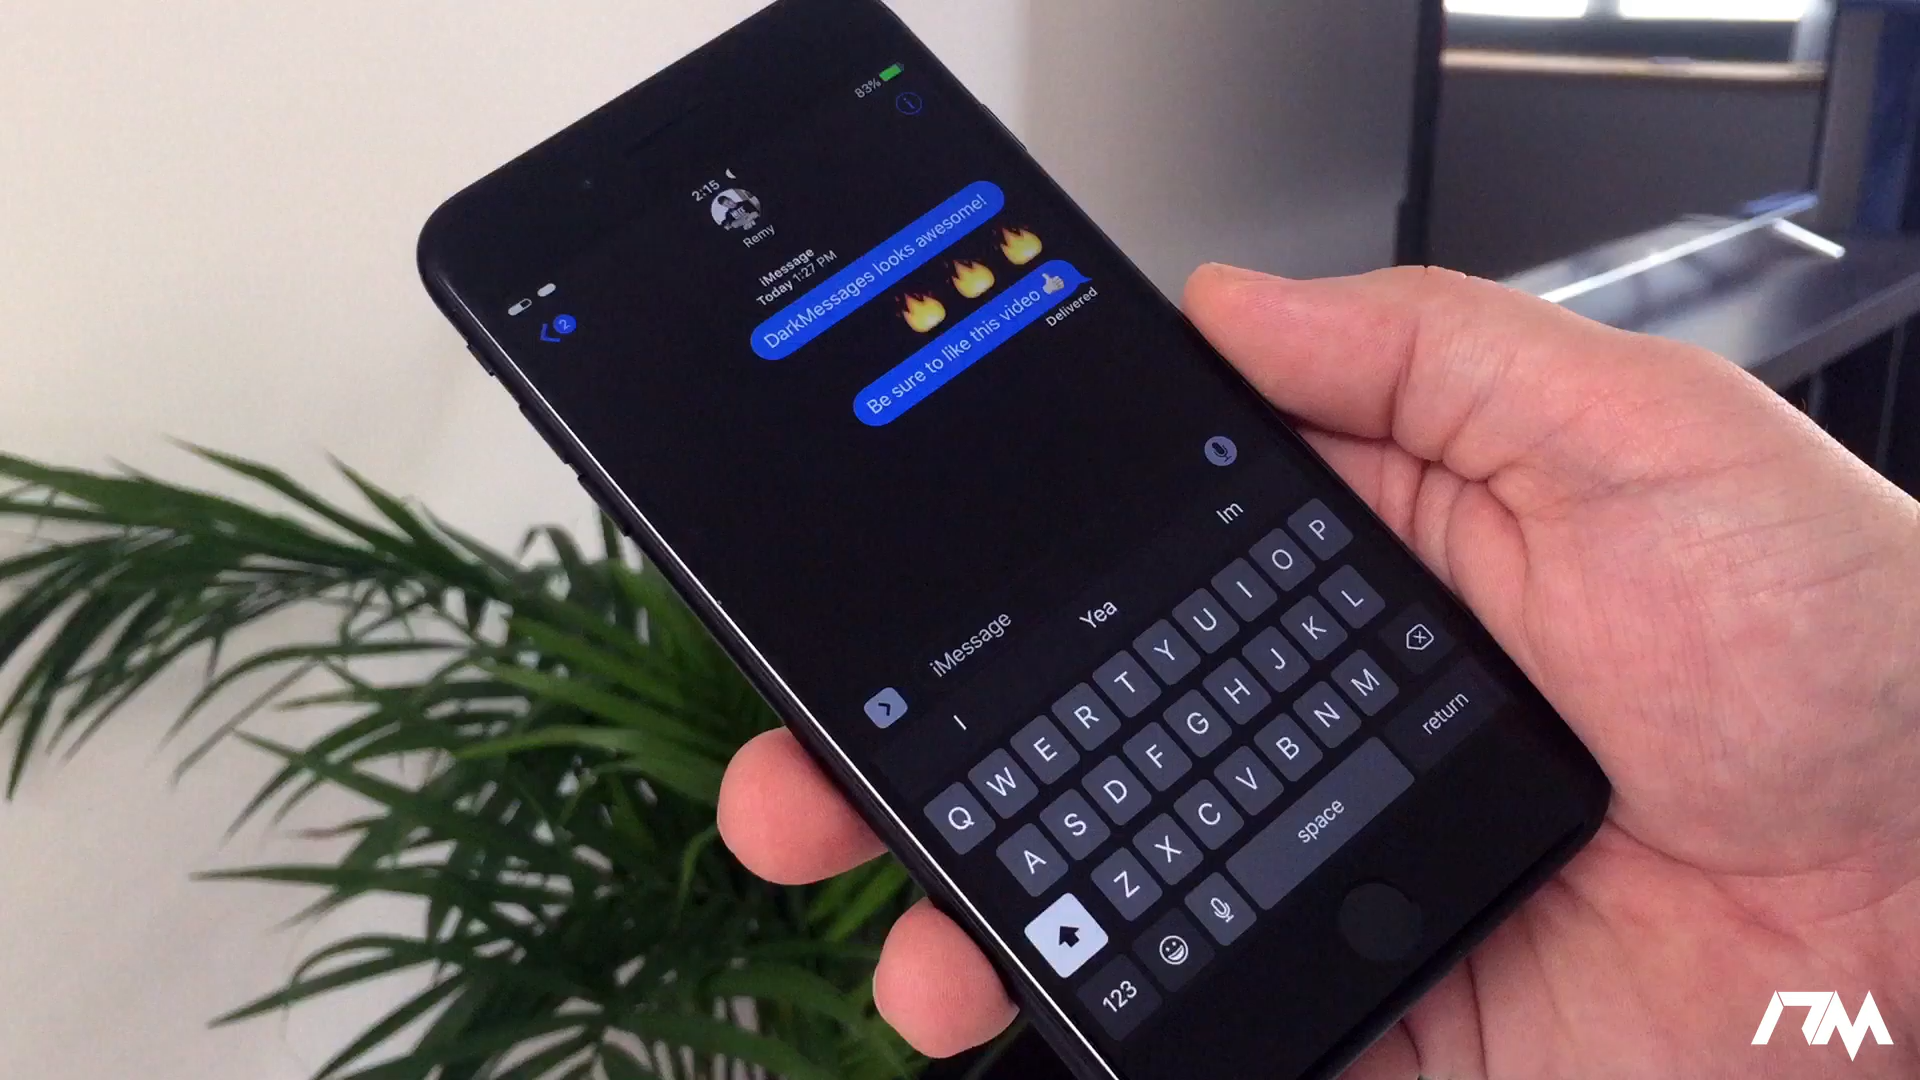 83%
2:15
2
Remy
iMessage
Today 1:27 PM
DarkMessages looks awesome!
🔥🔥🔥
Be sure to like this video 👍
Delivered
I
iMessage
Yea
Im
Q W E R T Y U I O P
A S D F G H J K L
Z X C V B N M
123
space
return